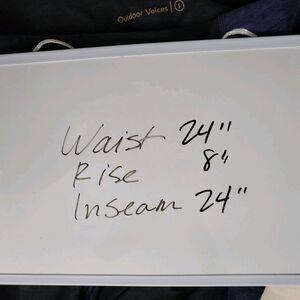 Outdoor Voices | S
Waist 24"
Rise 8"
Inseam 24"